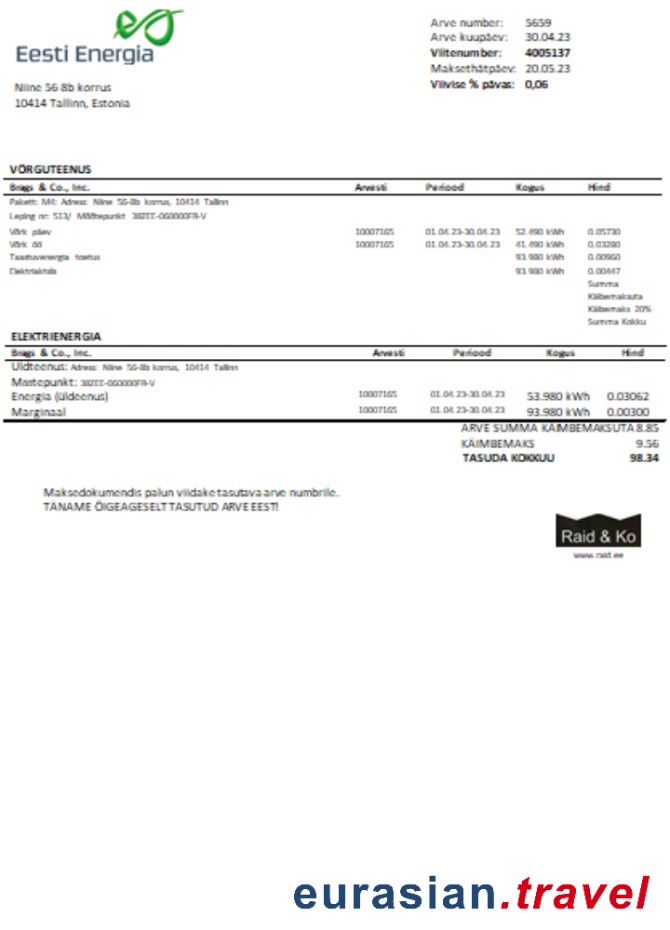 Eesti Energia
Niine 56-8b korrus
10414 Tallinn, Estonia
Arve number: 5659
Arve kuupäev: 30.04.23
Viitenumber: 4005137
Maksethätpäev: 20.05.23
Viivise % päevas: 0,06
VÕRGUTEENUS
Brags & Co., Inc. Arvesti Periood Kogus Hind
Pakett: M4: Adress: Niine 56-8b korrus, 10414 Tallinn
Leping nr: 513/ Mõõtepunkt 38ZEE-060000FR-V
Võrk päev 10007165 01.04.23-30.04.23 52.490 kWh 0.05730
Võrk öö 10007165 01.04.23-30.04.23 41.490 kWh 0.03280
Taastuvenergia toetus 93.980 kWh 0.00960
Elektriaktsiis 93.980 kWh 0.00447
Summa
Käibemaksuta
Käibemaks 20%
Summa Kokku
ELEKTRIENERGIA
Brags & Co., Inc. Arvesti Periood Kogus Hind
Uldteenus: Adress: Niine 56-8b korrus, 10414 Tallinn
Mõõtepunkt: 38ZEE-060000FR-V
Energia (üldeenus) 10007165 01.04.23-30.04.23 53.980 kWh 0.03062
Marginaal 10007165 01.04.23-30.04.23 93.980 kWh 0.00300
ARVE SUMMA KÄIMBEMAKSUTA 8.85
KÄIMBEMAKS 9.56
TASUDA KOKKUU 98.34
Maksedokumendis palun viidake tasutava arve numbrile.
TÄNAME ÕIGEAGESELT TASUTUD ARVE EEST!
Raid & Ko
www.raid.ee
eurasian.travel